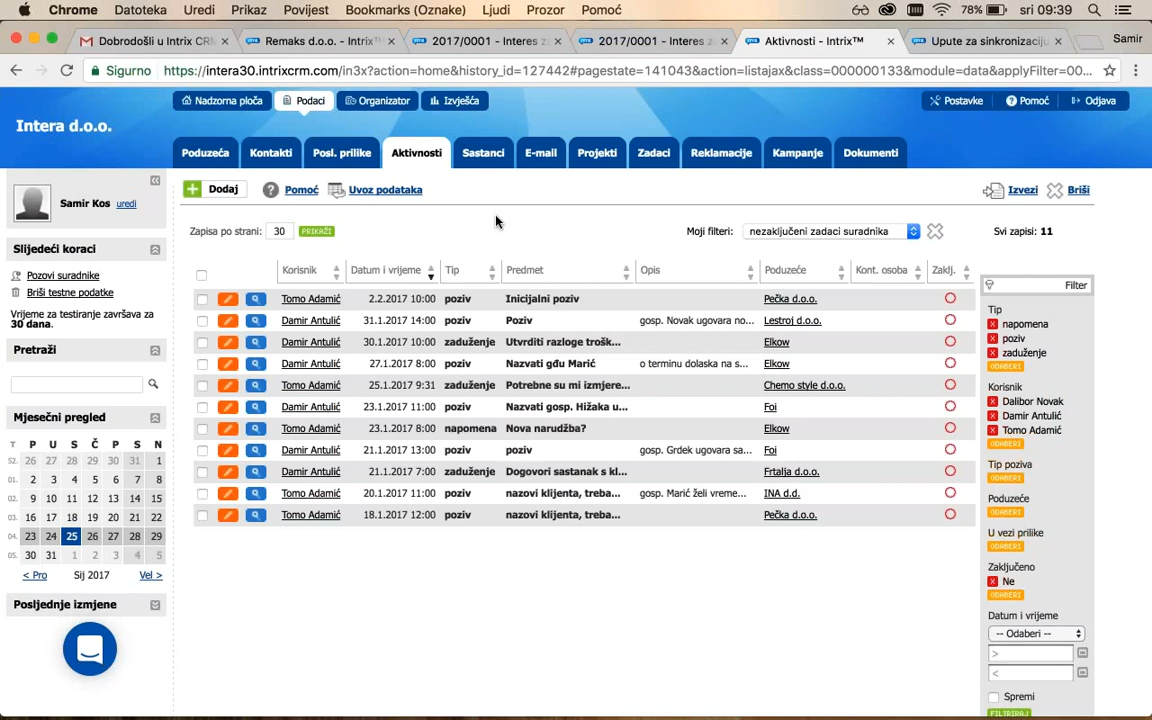 Chrome Datoteka Uredi Prikaz Povijest Bookmarks (Oznake) Ljudi Prozor Pomoć 78% sri 09:39
Dobrodošli u Intrix CRM Remaks d.o.o. - Intrix™ 2017/0001 - Interes z 2017/0001 - Interes z Aktivnosti - Intrix™ Upute za sinkronizaciju Samir
Sigurno https://intera30.intrixcrm.com/in3x?action=home&history_id=127442#pagestate=141043&action=listajax&class=000000133&module=data&applyFilter=00...
Nadzorna ploča Podaci Organizator Izvješća Postavke Pomoć Odjava
Intera d.o.o.
Poduzeća Kontakti Posl. prilike Aktivnosti Sastanci E-mail Projekti Zadaci Reklamacije Kampanje Dokumenti
Samir Kos uredi
Slijedeći koraci
Pozovi suradnike
Briši testne podatke
Vrijeme za testiranje završava za
30 dana.
Pretraži
Mjesečni pregled
T P U S Č P S N
52. 26 27 28 29 30 31 1
01. 2 3 4 5 6 7 8
02. 9 10 11 12 13 14 15
03. 16 17 18 19 20 21 22
04. 23 24 25 26 27 28 29
05. 30 31 1 2 3 4 5
< Pro Sij 2017 Vel >
Posljednje izmjene
Dodaj Pomoć Uvoz podataka Izvezi Briši
Zapisa po strani: 30 PRIKAŽI Moji filteri: nezaključeni zadaci suradnika Svi zapisi: 11
Korisnik Datum i vrijeme Tip Predmet Opis Poduzeće Kont. osoba Zaklj.
Tomo Adamić 2.2.2017 10:00 poziv Inicijalni poziv Pečka d.o.o.
Damir Antulić 31.1.2017 14:00 poziv Poziv gosp. Novak ugovara no... Lestroj d.o.o.
Damir Antulić 30.1.2017 10:00 zaduženje Utvrditi razloge trošk... Elkow
Damir Antulić 27.1.2017 8:00 poziv Nazvati gđu Marić o terminu dolaska na s... Elkow
Tomo Adamić 25.1.2017 9:31 zaduženje Potrebne su mi izmjere... Chemo style d.o.o.
Damir Antulić 23.1.2017 11:00 poziv Nazvati gosp. Hižaka u... Foi
Damir Antulić 23.1.2017 8:00 napomena Nova narudžba? Elkow
Damir Antulić 21.1.2017 13:00 poziv poziv gosp. Grdek ugovara sa... Foi
Damir Antulić 21.1.2017 7:00 zaduženje Dogovori sastanak s kl... Frtalja d.o.o.
Tomo Adamić 20.1.2017 11:00 poziv nazovi klijenta, treba... gosp. Marić želi vreme... INA d.d.
Tomo Adamić 18.1.2017 12:00 poziv nazovi klijenta, treba... Pečka d.o.o.
Filter
Tip
x napomena
x poziv
x zaduženje
ODABERI
Korisnik
x Dalibor Novak
x Damir Antulić
x Tomo Adamić
ODABERI
Tip poziva
ODABERI
Poduzeće
ODABERI
U vezi prilike
ODABERI
Zaključeno
x Ne
ODABERI
Datum i vrijeme
-- Odaberi --
>
<
Spremi
FILTRIRAJ